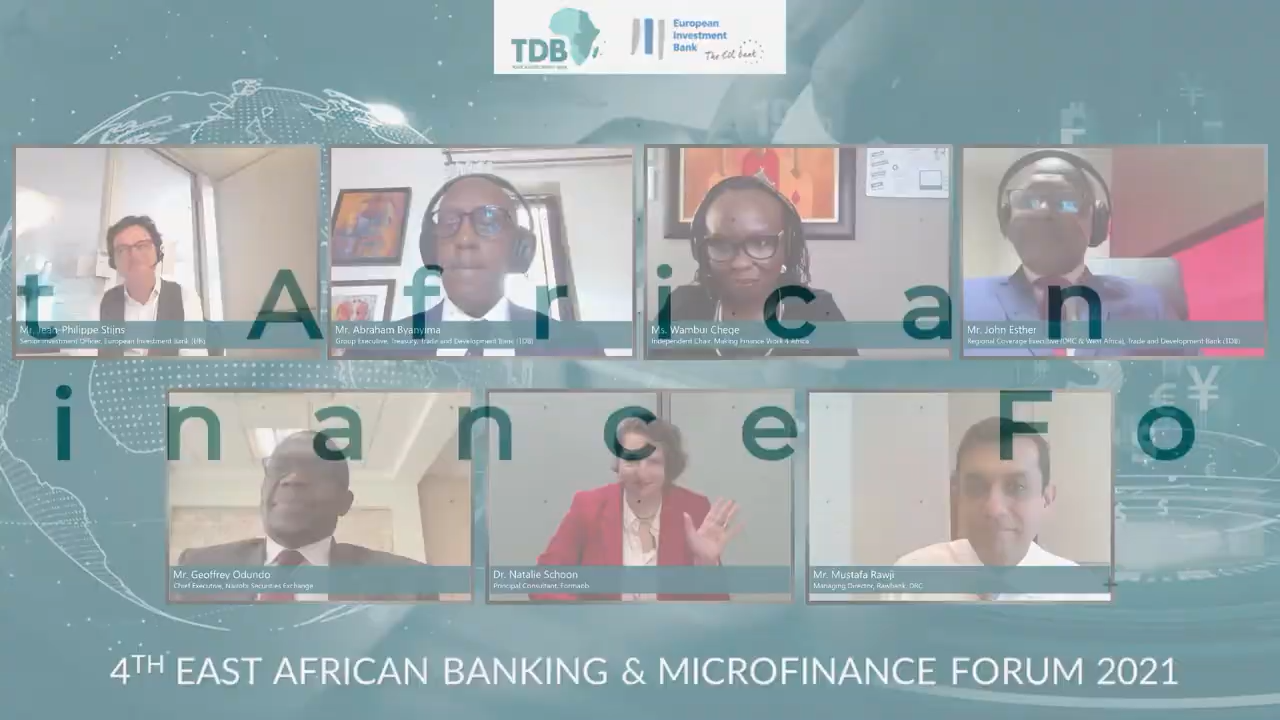 TDB
European
Investment
Bank
The EU bank
t African
Mr. Jean-Philippe Stijns
Senior Investment Officer, European Investment Bank (EIB)
Mr. Abraham Byanyima
Group Executive, Treasury, Trade and Development Bank (TDB)
Ms. Wambui Chege
Independent Chair, Making Finance Work 4 Africa
Mr. John Esther
Regional Coverage Executive (DRC & West Africa), Trade and Development Bank (TDB)
inance Fo
Mr. Geoffrey Odundo
Chief Executive, Nairobi Securities Exchange
Dr. Natalie Schoon
Principal Consultant, Formabb
Mr. Mustafa Rawji
Managing Director, Rawbank, DRC
4TH EAST AFRICAN BANKING & MICROFINANCE FORUM 2021